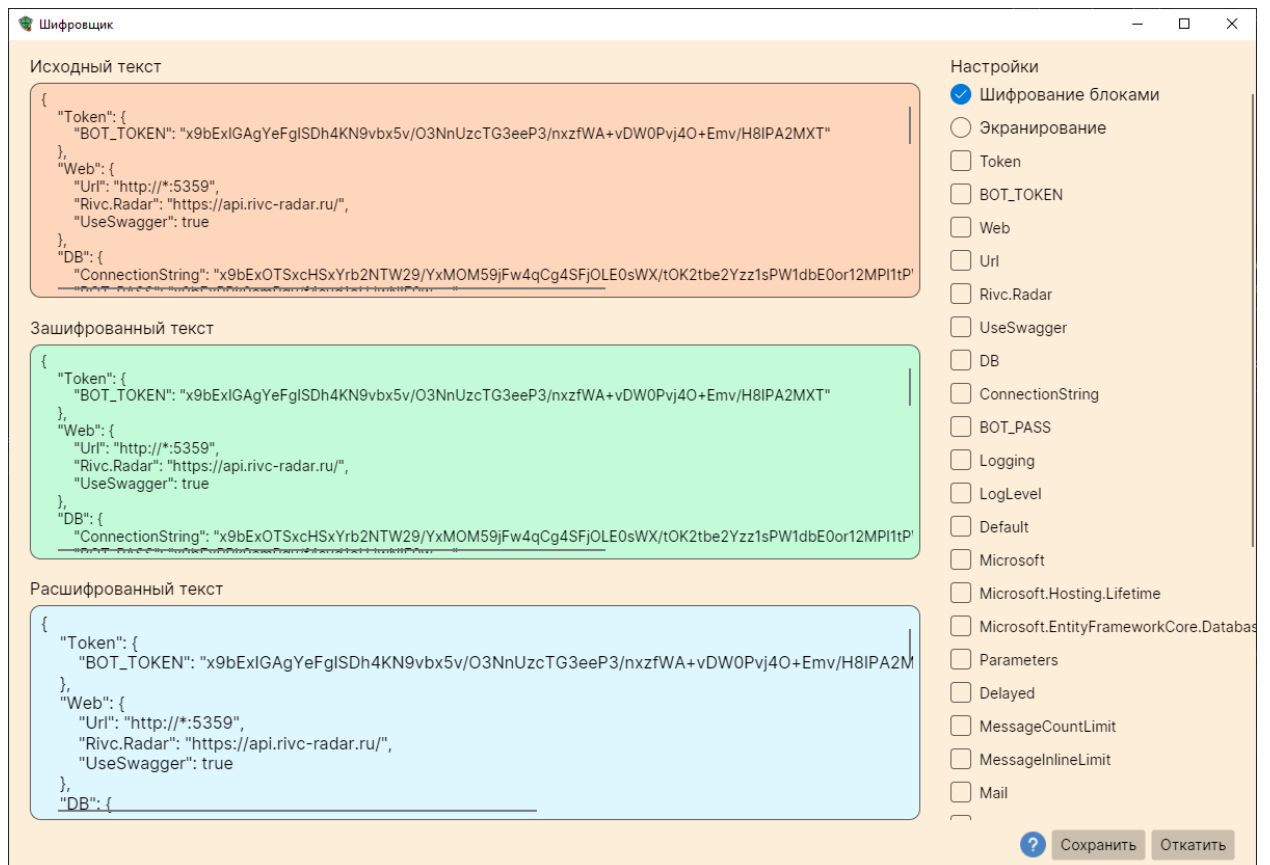 Шифровщик
Исходный текст
{
"Token": {
"BOT_TOKEN": "x9bExIGAgYeFgISDh4KN9vbx5v/O3NnUzcTG3eeP3/nxzfWA+vDW0Pvj4O+Emv/H8IPA2MXT"
},
"Web": {
"Url": "http://*:5359",
"Rivc.Radar": "https://api.rivc-radar.ru/",
"UseSwagger": true
},
"DB": {
"ConnectionString": "x9bExOTSxcHSxYrb2NTW29/YxMOM59jFw4qCg4SFjOLE0sWX/tOK2tbe2Yzz1sPW1dbE0or12MPI1tP
Зашифрованный текст
{
"Token": {
"BOT_TOKEN": "x9bExIGAgYeFgISDh4KN9vbx5v/O3NnUzcTG3eeP3/nxzfWA+vDW0Pvj4O+Emv/H8IPA2MXT"
},
"Web": {
"Url": "http://*:5359",
"Rivc.Radar": "https://api.rivc-radar.ru/",
"UseSwagger": true
},
"DB": {
"ConnectionString": "x9bExOTSxcHSxYrb2NTW29/YxMOM59jFw4qCg4SFjOLE0sWX/tOK2tbe2Yzz1sPW1dbE0or12MPI1tP
Расшифрованный текст
{
"Token": {
"BOT_TOKEN": "x9bExIGAgYeFgISDh4KN9vbx5v/O3NnUzcTG3eeP3/nxzfWA+vDW0Pvj4O+Emv/H8IPA2M
},
"Web": {
"Url": "http://*:5359",
"Rivc.Radar": "https://api.rivc-radar.ru/",
"UseSwagger": true
},
"DB": {
Настройки
Шифрование блоками
Экранирование
Token
BOT_TOKEN
Web
Url
Rivc.Radar
UseSwagger
DB
ConnectionString
BOT_PASS
Logging
LogLevel
Default
Microsoft
Microsoft.Hosting.Lifetime
Microsoft.EntityFrameworkCore.Databas
Parameters
Delayed
MessageCountLimit
MessageInlineLimit
Mail
? Сохранить Откатить